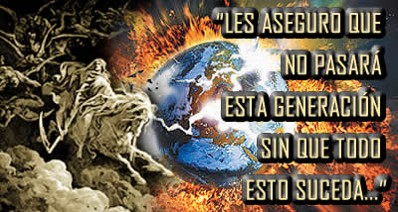 "LES ASEGURO QUE
NO PASARÁ
ESTA GENERACIÓN
SIN QUE TODO
ESTO SUCEDA..."